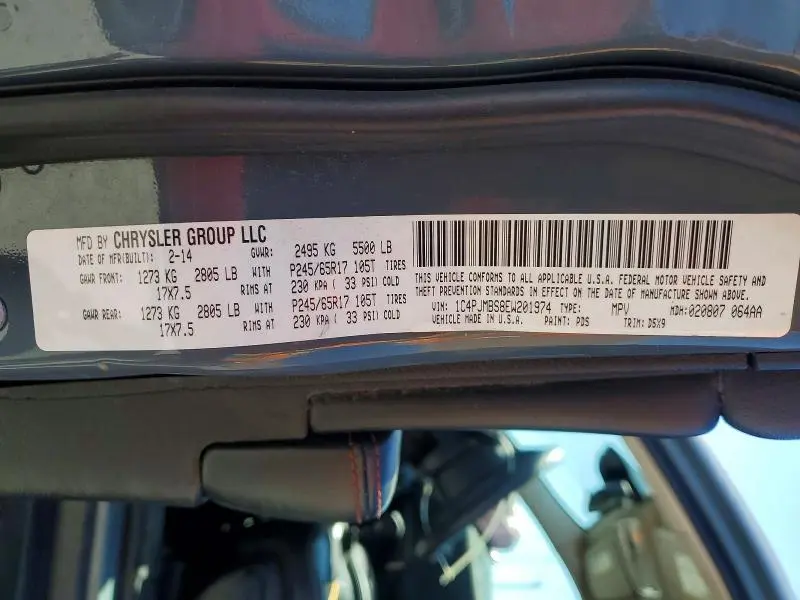 MFD BY CHRYSLER GROUP LLC
DATE OF MFR(BUILT): 2-14 GVWR: 2495 KG 5500 LB
GAWR FRONT: 1273 KG 2805 LB WITH P245/65R17 105T TIRES
17X7.5 RIMS AT 230 KPA ( 33 PSI) COLD
GAWR REAR: 1273 KG 2805 LB WITH P245/65R17 105T TIRES
17X7.5 RIMS AT 230 KPA ( 33 PSI) COLD
THIS VEHICLE CONFORMS TO ALL APPLICABLE U.S.A. FEDERAL MOTOR VEHICLE SAFETY AND
THEFT PREVENTION STANDARDS IN EFFECT ON THE DATE OF MANUFACTURE SHOWN ABOVE.
VIN: 1C4PJMBS8EW201974 TYPE: MPV MDH:020807 064AA
VEHICLE MADE IN U.S.A. PAINT: PDS TRIM: D5X9